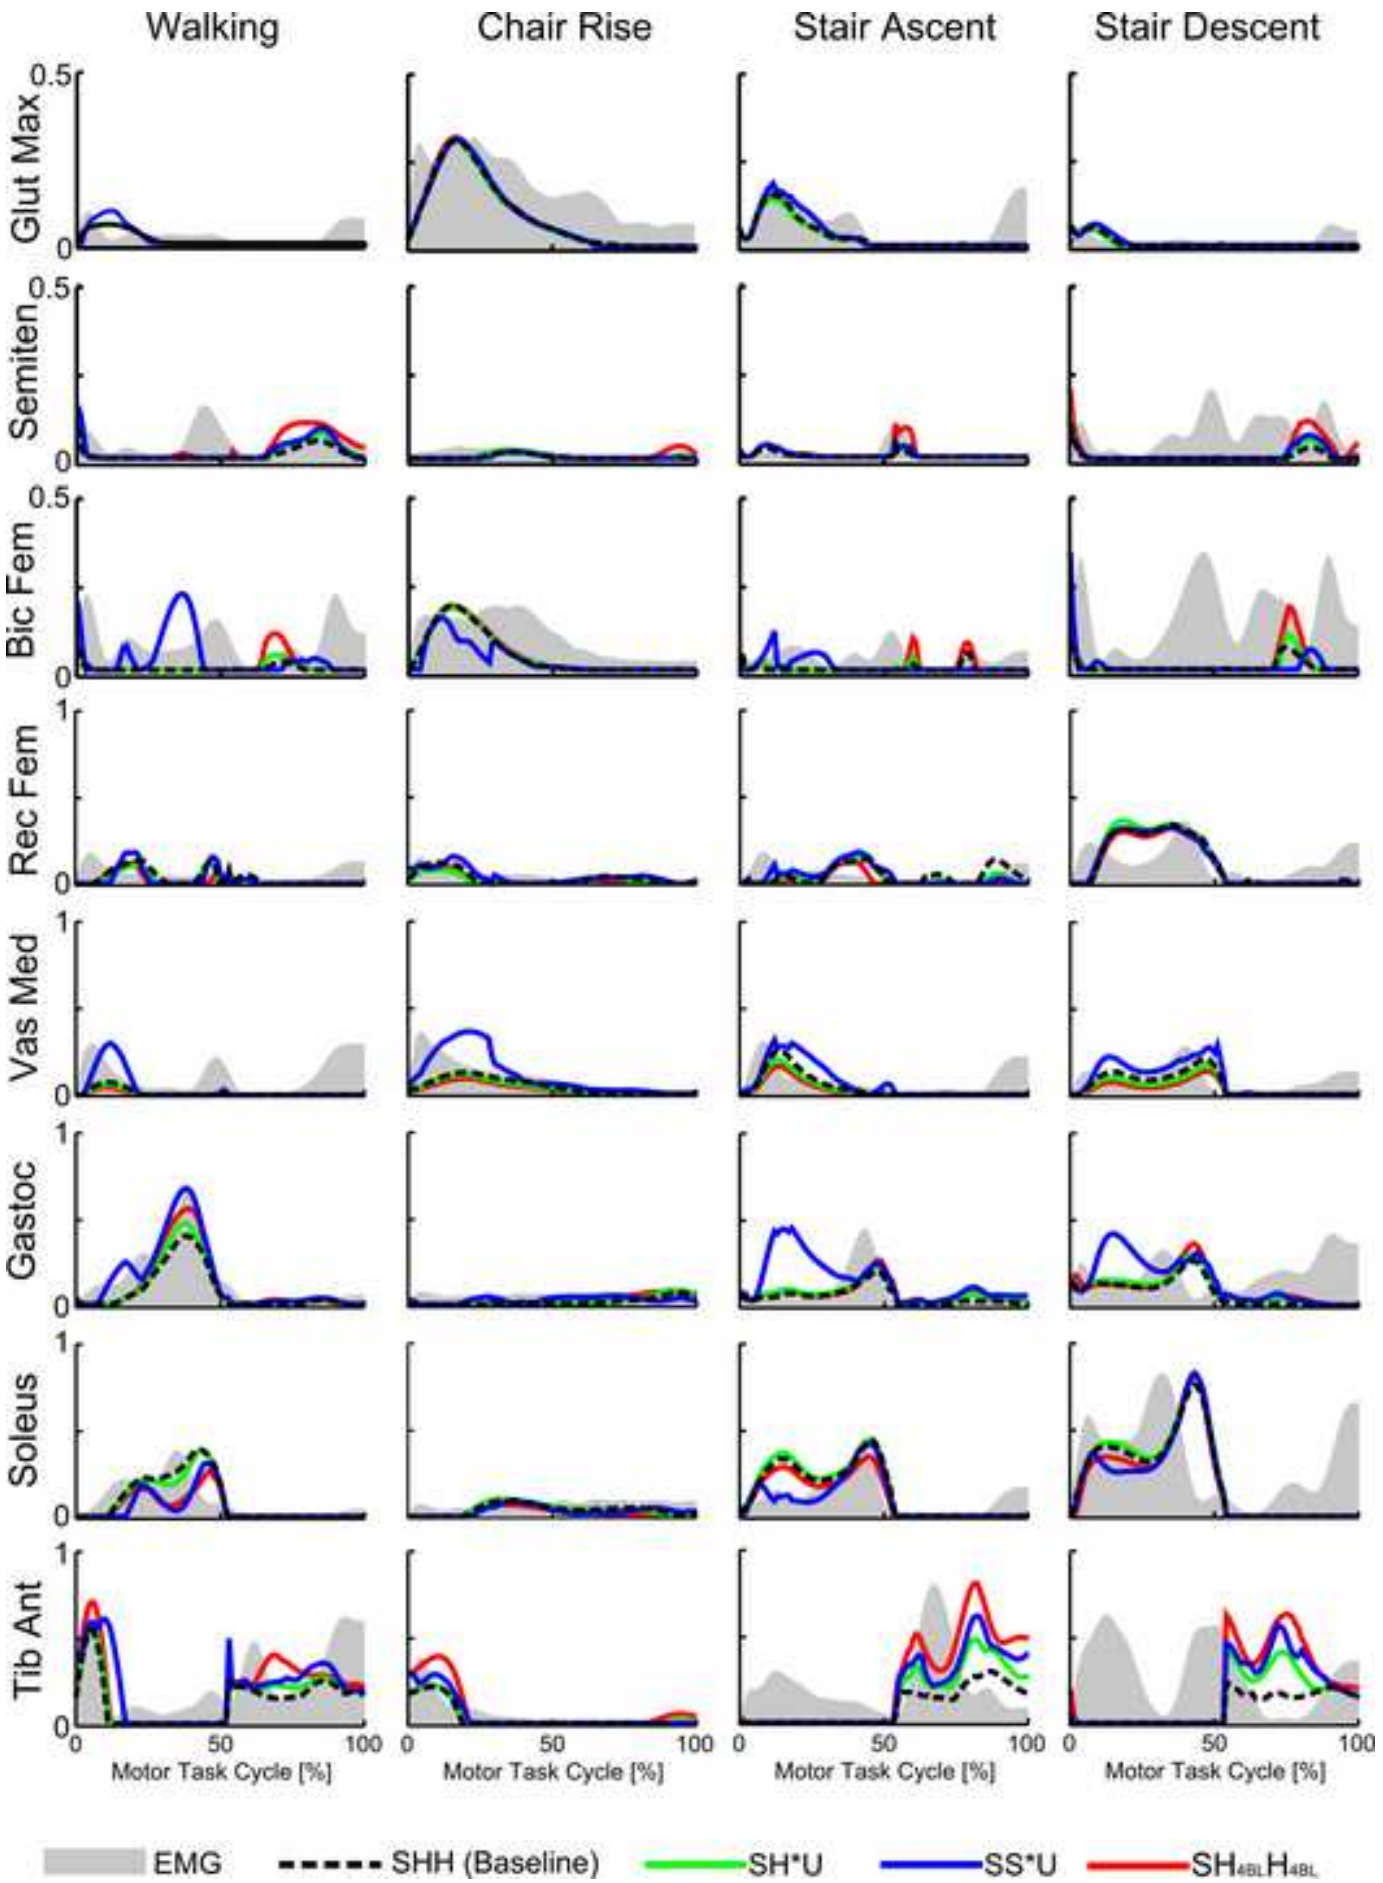 Walking Chair Rise Stair Ascent Stair Descent
Glut Max 0.5 0
Semiten 0.5 0
Bic Fem 0.5 0
Rec Fem 1 0
Vas Med 1 0
Gastoc 1 0
Soleus 1 0
Tib Ant 1 0
0 50 100 0 50 100 0 50 100 0 50 100
Motor Task Cycle [%] Motor Task Cycle [%] Motor Task Cycle [%] Motor Task Cycle [%]
EMG SHH (Baseline) SH*U SS*U SH4BLH4BL